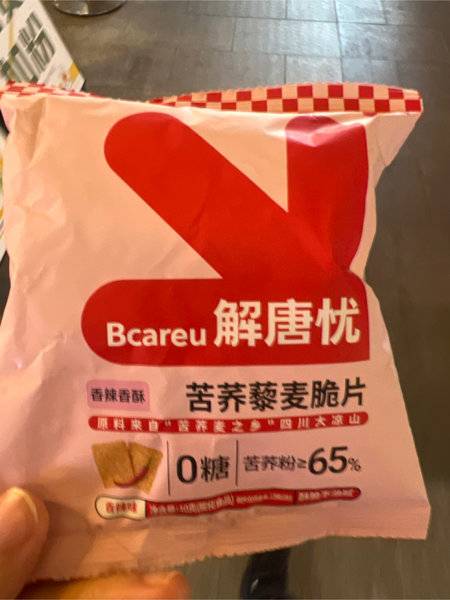 Bcareu 解唐忧
香辣香酥
苦荞藜麦脆片
原料来自"苦荞麦之乡"四川大凉山
0糖
苦荞粉≥65%
香辣味